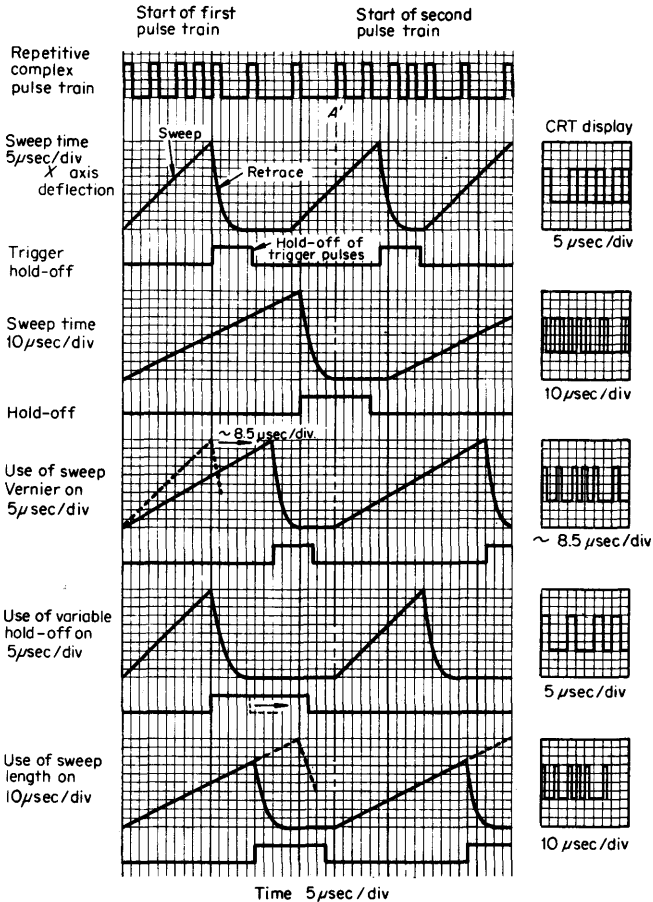 Start of first
pulse train
Start of second
pulse train
Repetitive
complex
pulse train
A'
Sweep time
5μsec/div
X axis
deflection
Sweep
Retrace
CRT display
5 μsec/div
Trigger
hold-off
Hold-off of
trigger pulses
Sweep time
10μsec/div
10μsec/div
Hold-off
~ 8.5 μsec/div.
Use of sweep
Vernier on
5μsec/div
~ 8.5 μsec/div
Use of variable
hold-off on
5μsec/div
5 μsec/div
Use of sweep
length on
10μsec/div
10 μsec/div
Time 5μsec/div